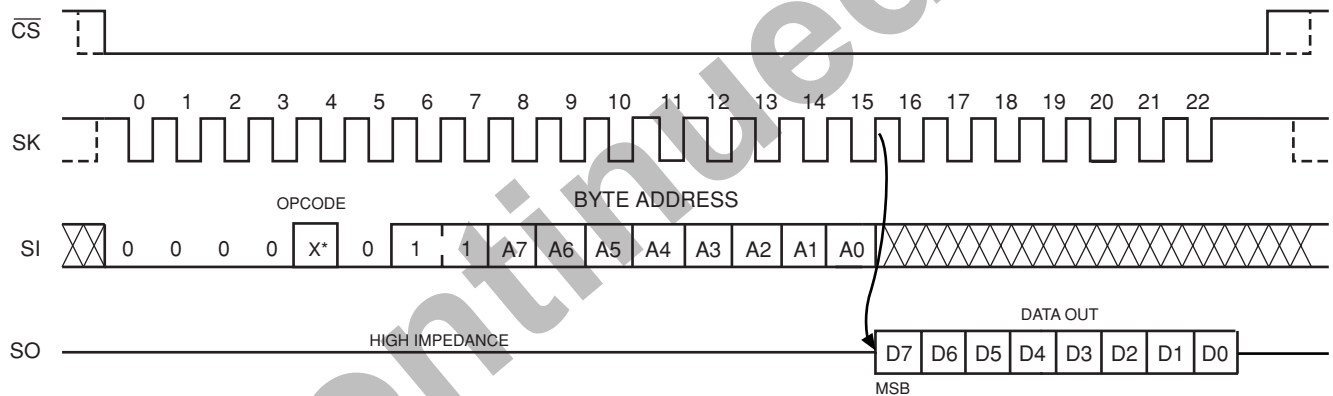 CS
0 1 2 3 4 5 6 7 8 9 10 11 12 13 14 15 16 17 18 19 20 21 22
SK
OPCODE
BYTE ADDRESS
SI 0 0 0 0 X* 0 1 1 A7 A6 A5 A4 A3 A2 A1 A0
DATA OUT
HIGH IMPEDANCE
SO D7 D6 D5 D4 D3 D2 D1 D0
MSB
ntinued